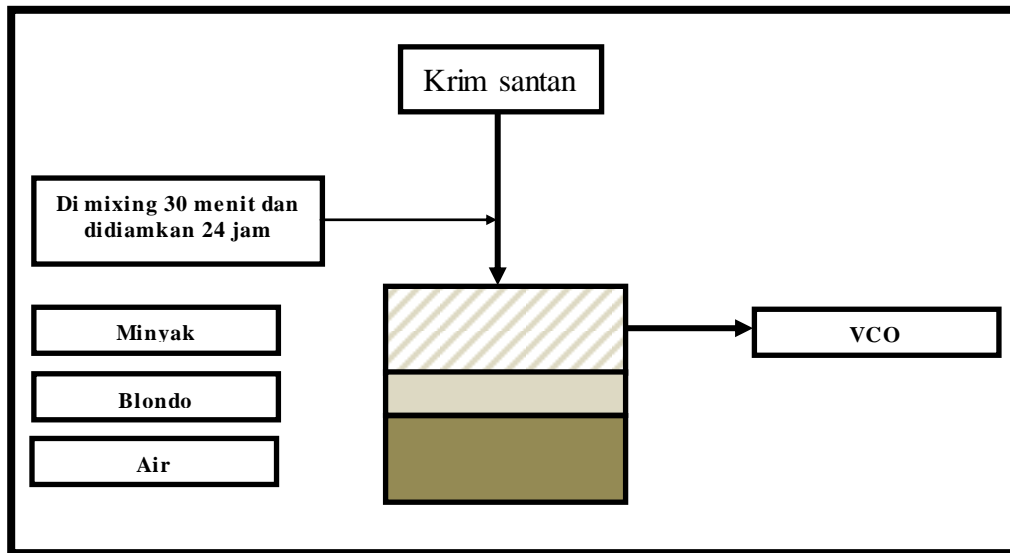 Krim santan
Di mixing 30 menit dan
didiamkan 24 jam
Minyak
VCO
Blondo
Air